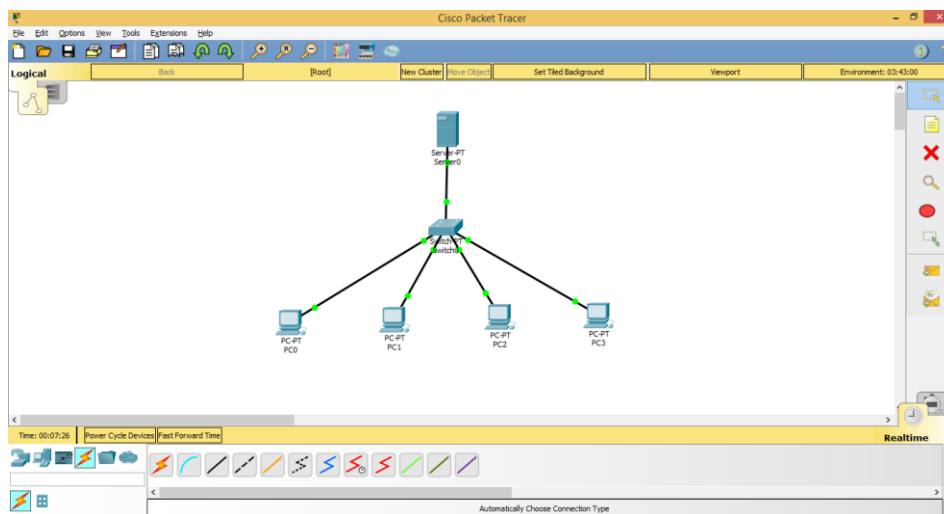 Cisco Packet Tracer
File Edit Options View Tools Extensions Help
Logical Back [Root] New Cluster Move Object Set Tiled Background Viewport Environment: 03:43:00
Server-PT
Server0
Switch-PT
Switch0
PC-PT
PC0
PC-PT
PC1
PC-PT
PC2
PC-PT
PC3
Time: 00:07:26 Power Cycle Devices Fast Forward Time Realtime
Automatically Choose Connection Type